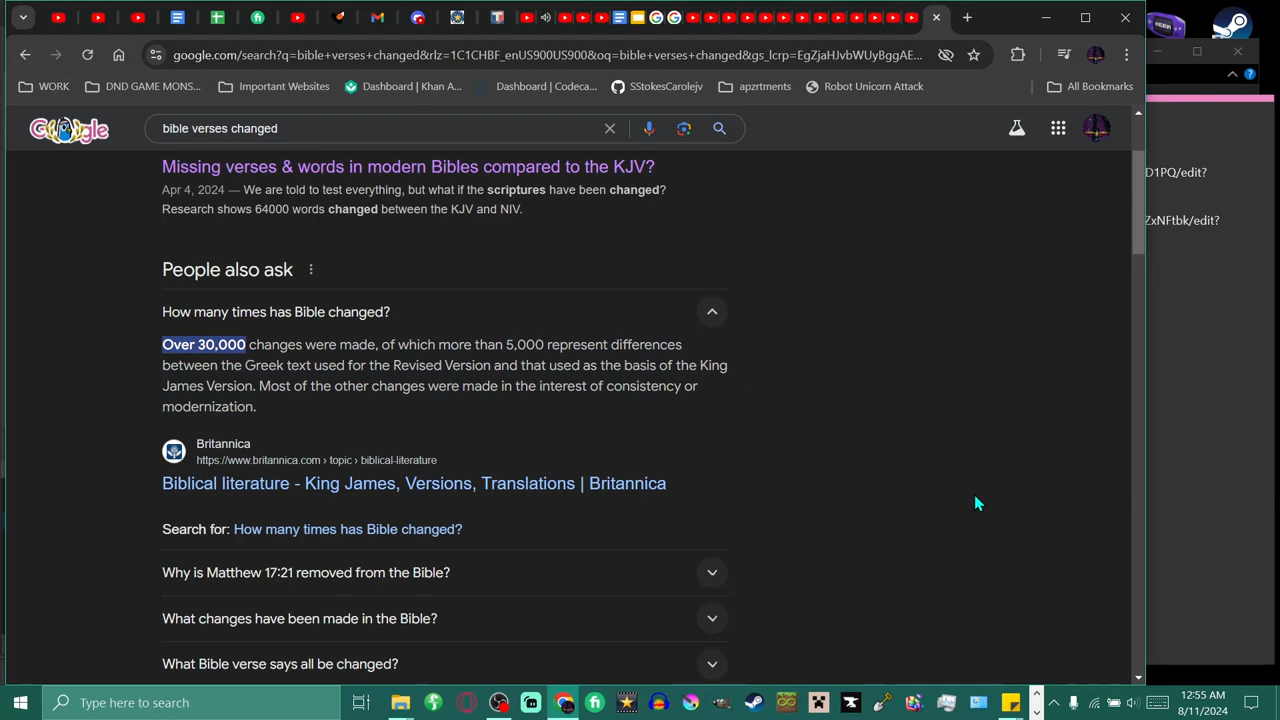 google.com/search?q=bible+verses+changed&rlz=1C1CHBF_enUS900US900&oq=bible+verses+changed&gs_lcrp=EgZjaHJvbWUyBggAE...
WORK
DND GAME MONS...
Important Websites
Dashboard | Khan A...
Dashboard | Codeca...
SStokesCarolejv
apzrtments
Robot Unicorn Attack
All Bookmarks
Google
bible verses changed
Missing verses & words in modern Bibles compared to the KJV?
Apr 4, 2024 — We are told to test everything, but what if the scriptures have been changed?
Research shows 64000 words changed between the KJV and NIV.
D1PQ/edit?
ZxNFtbk/edit?
People also ask
How many times has Bible changed?
Over 30,000 changes were made, of which more than 5,000 represent differences
between the Greek text used for the Revised Version and that used as the basis of the King
James Version. Most of the other changes were made in the interest of consistency or
modernization.
Britannica
https://www.britannica.com › topic › biblical-literature
Biblical literature - King James, Versions, Translations | Britannica
Search for: How many times has Bible changed?
Why is Matthew 17:21 removed from the Bible?
What changes have been made in the Bible?
What Bible verse says all be changed?
Type here to search
12:55 AM
8/11/2024